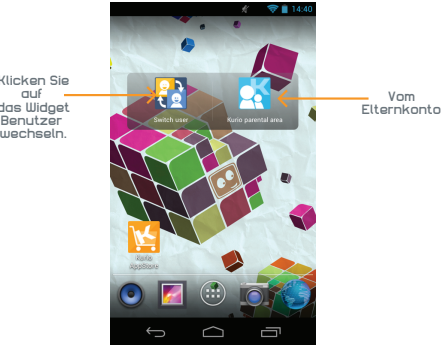 14:40
Klicken Sie
auf
das Widget
Benutzer
wechseln.
Switch user
Kurio parental area
Vom
Elternkonto
Kurio
AppStore